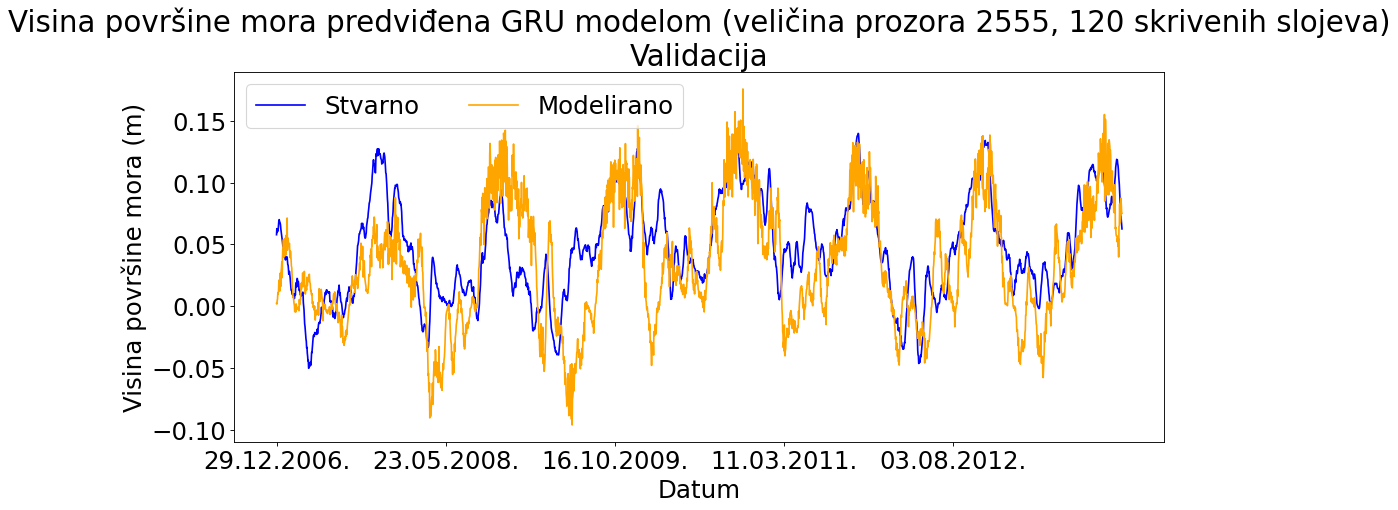 Visina površine mora predviđena GRU modelom (veličina prozora 2555, 120 skrivenih slojeva)
Validacija
Stvarno
Modelirano
Visina površine mora (m)
0.15
0.10
0.05
0.00
−0.05
−0.10
29.12.2006.
23.05.2008.
16.10.2009.
11.03.2011.
03.08.2012.
Datum